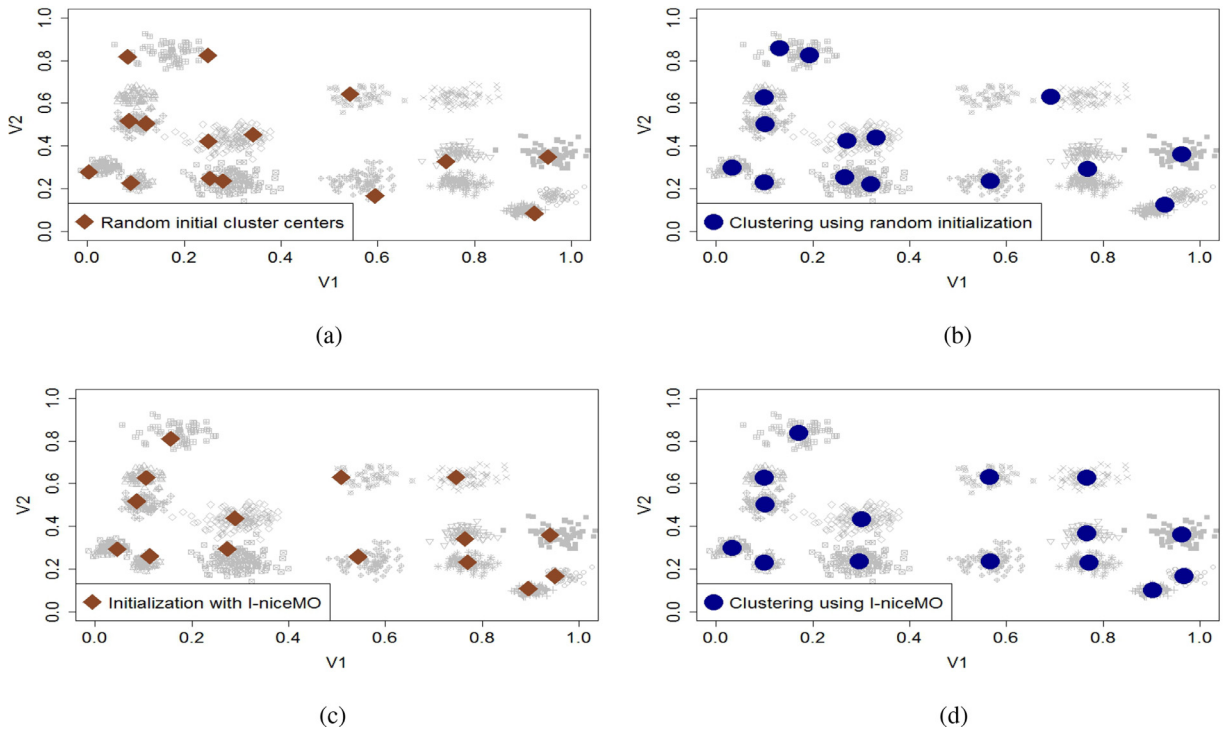 1.0
0.8
0.6
0.4
0.2
0.0
V2
Random initial cluster centers
0.0 0.2 0.4 0.6 0.8 1.0
V1
(a)
1.0
0.8
0.6
0.4
0.2
0.0
V2
Clustering using random initialization
0.0 0.2 0.4 0.6 0.8 1.0
V1
(b)
1.0
0.8
0.6
0.4
0.2
0.0
V2
Initialization with I-niceMO
0.0 0.2 0.4 0.6 0.8 1.0
V1
(c)
1.0
0.8
0.6
0.4
0.2
0.0
V2
Clustering using I-niceMO
0.0 0.2 0.4 0.6 0.8 1.0
V1
(d)